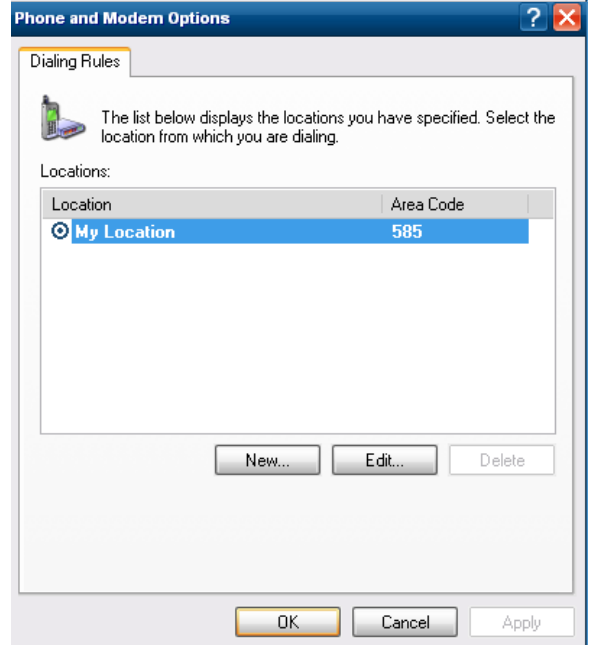 Phone and Modem Options
?
Dialing Rules
The list below displays the locations you have specified. Select the
location from which you are dialing.
Locations:
Location Area Code
My Location 585
New... Edit... Delete
OK Cancel Apply